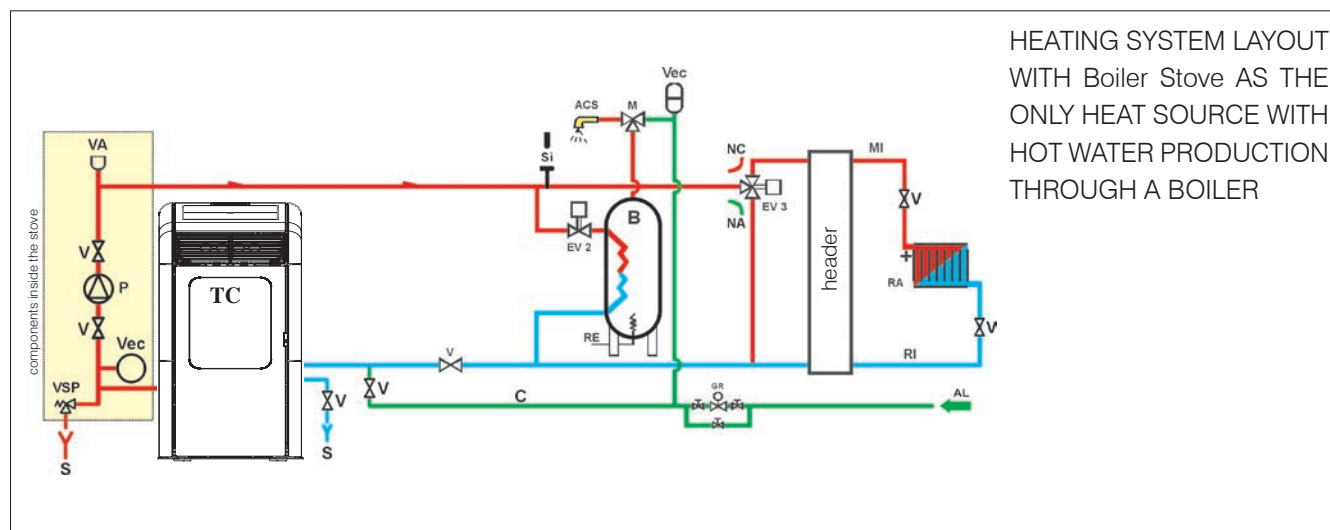 HEATING SYSTEM LAYOUT
WITH Boiler Stove AS THE
ONLY HEAT SOURCE WITH
HOT WATER PRODUCTION
THROUGH A BOILER
components inside the stove
VA
V
P
V
Vec
VSP
S
TC
V
S
Si
ACS
M
Vec
EV 2
B
RE
V
V
C
NC
NA
EV 3
header
MI
V
+
RA
V
RI
GR
AL